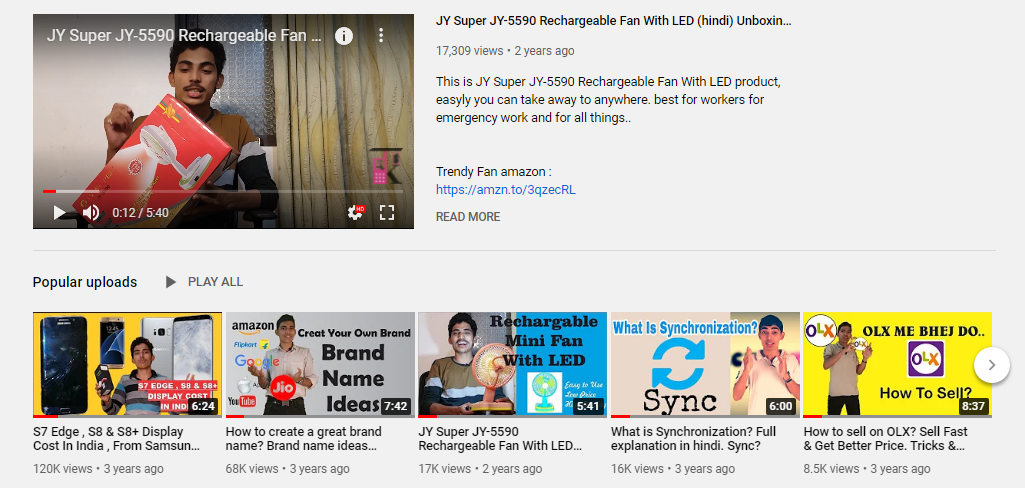 JY Super JY-5590 Rechargeable Fan ...
0:12 / 5:40
HD
JY Super JY-5590 Rechargeable Fan With LED (hindi) Unboxin...
17,309 views • 2 years ago
This is JY Super JY-5590 Rechargeable Fan With LED product,
easyly you can take away to anywhere. best for workers for
emergency work and for all things..
Trendy Fan amazon :
https://amzn.to/3qzecRL
READ MORE
Popular uploads
PLAY ALL
S7 EDGE , S8 & S8+
DISPLAY COST
IN INDI
6:24
S7 Edge , S8 & S8+ Display
Cost In India , From Samsun...
120K views • 3 years ago
amazon
Flipkart
Google
Jio
YouTube
Creat Your Own Brand
Brand
Name
Ideas
7:42
How to create a great brand
name? Brand name ideas...
68K views • 3 years ago
Rechargable
Mini Fan
With LED
Easy to Use
Low Price
5:41
JY Super JY-5590
Rechargeable Fan With LED...
17K views • 2 years ago
What Is Synchronization?
Sync
6:00
What is Synchronization? Full
explanation in hindi. Sync?
16K views • 3 years ago
OLX
OLX ME BHEJ DO..
OLX
OLX
How To Sell?
8:37
How to sell on OLX? Sell Fast
& Get Better Price. Tricks &...
8.5K views • 3 years ago